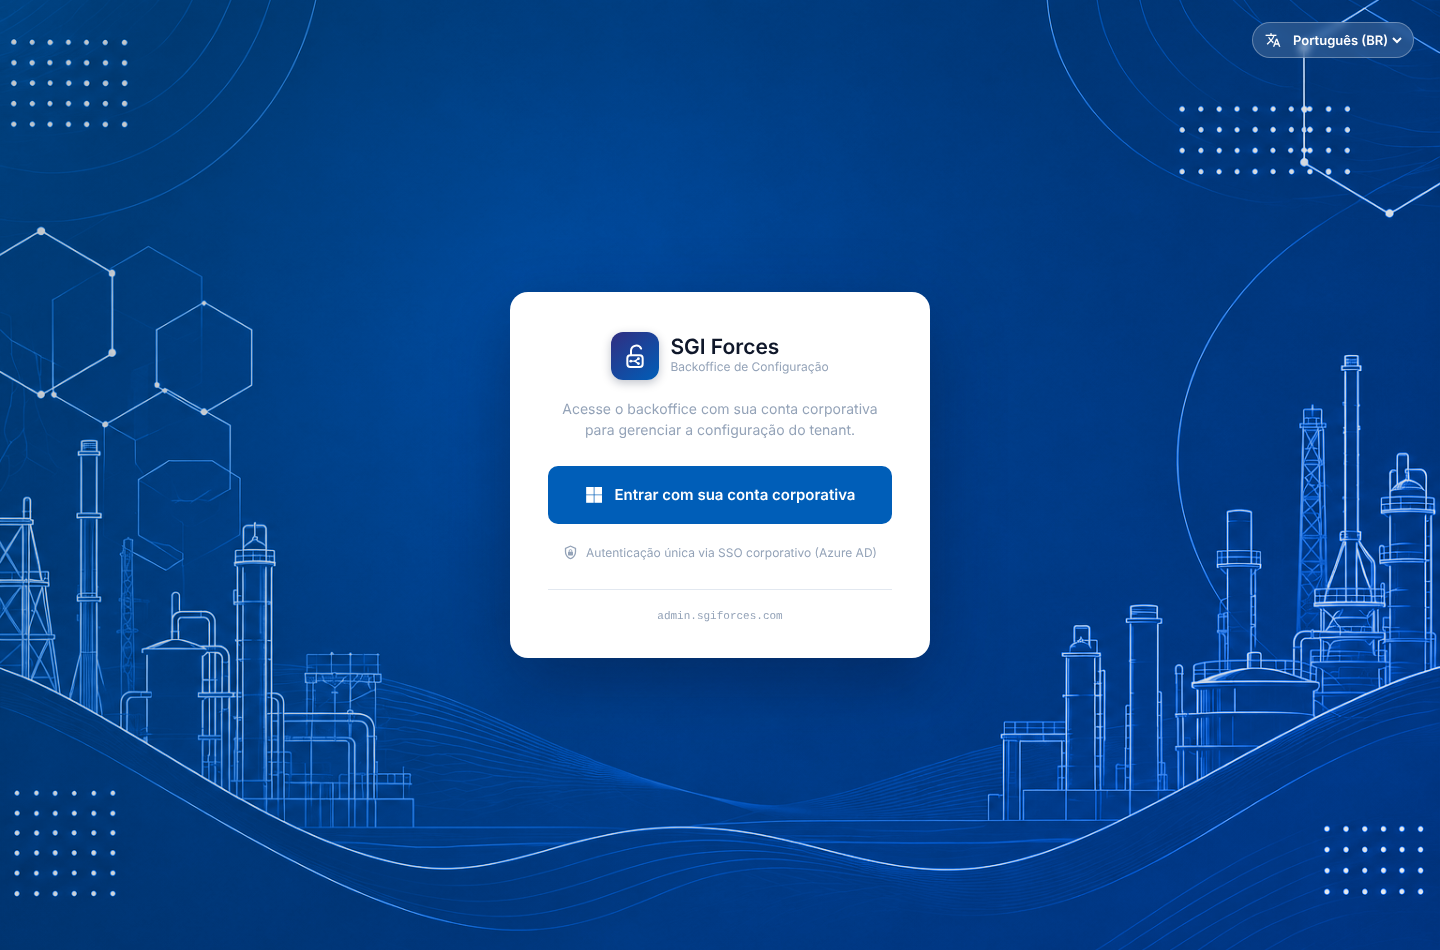 Português (BR)
SGI Forces
Backoffice de Configuração
Acesse o backoffice com sua conta corporativa
para gerenciar a configuração do tenant.
Entrar com sua conta corporativa
Autenticação única via SSO corporativo (Azure AD)
admin.sgiforces.com